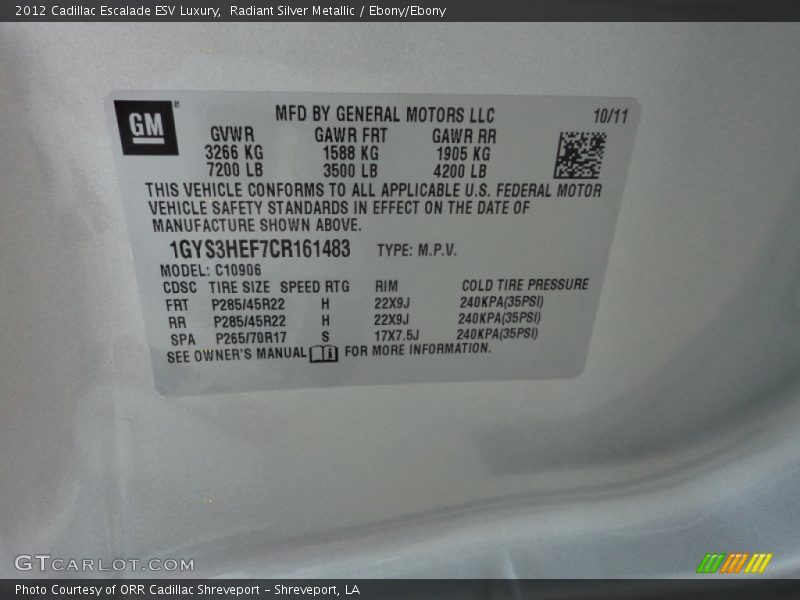 2012 Cadillac Escalade ESV Luxury,  Radiant Silver Metallic / Ebony/Ebony
GM
MFD BY GENERAL MOTORS LLC 10/11
GVWR GAWR FRT GAWR RR
3266 KG 1588 KG 1905 KG
7200 LB 3500 LB 4200 LB
THIS VEHICLE CONFORMS TO ALL APPLICABLE U.S. FEDERAL MOTOR
VEHICLE SAFETY STANDARDS IN EFFECT ON THE DATE OF
MANUFACTURE SHOWN ABOVE.
1GYS3HEF7CR161483 TYPE: M.P.V.
MODEL: C10906
CDSC TIRE SIZE SPEED RTG RIM COLD TIRE PRESSURE
FRT P285/45R22 H 22X9J 240KPA(35PSI)
RR P285/45R22 H 22X9J 240KPA(35PSI)
SPA P265/70R17 S 17X7.5J 240KPA(35PSI)
SEE OWNER'S MANUAL FOR MORE INFORMATION.
GTCARLOT.COM
Photo Courtesy of ORR Cadillac Shreveport – Shreveport, LA